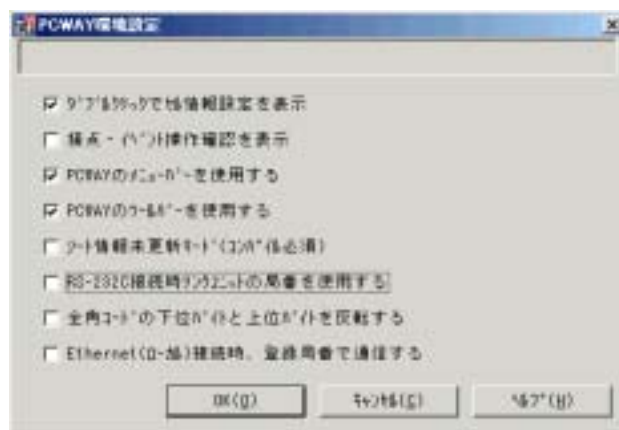 PCWAY環境設定
ﾀﾞﾌﾞﾙｸﾘｯｸでｾﾙ情報設定を表示
接点・ｲﾍﾞﾝﾄ操作確認を表示
PCWAYのﾒﾆｭｰﾊﾞｰを使用する
PCWAYのﾂｰﾙﾊﾞｰを使用する
ｼｰﾄ情報未更新ﾓｰﾄﾞ(ｺﾝﾊﾟｲﾙ必須)
RS-232C接続時ﾘﾝｸﾕﾆｯﾄの局番を使用する
全角ｺｰﾄﾞの下位ﾊﾞｲﾄと上位ﾊﾞｲﾄを反転する
Ethernet(ﾛｰｶﾙ)接続時、登録局番で通信する
OK(O) ｷｬﾝｾﾙ(C) ﾍﾙﾌﾟ(H)